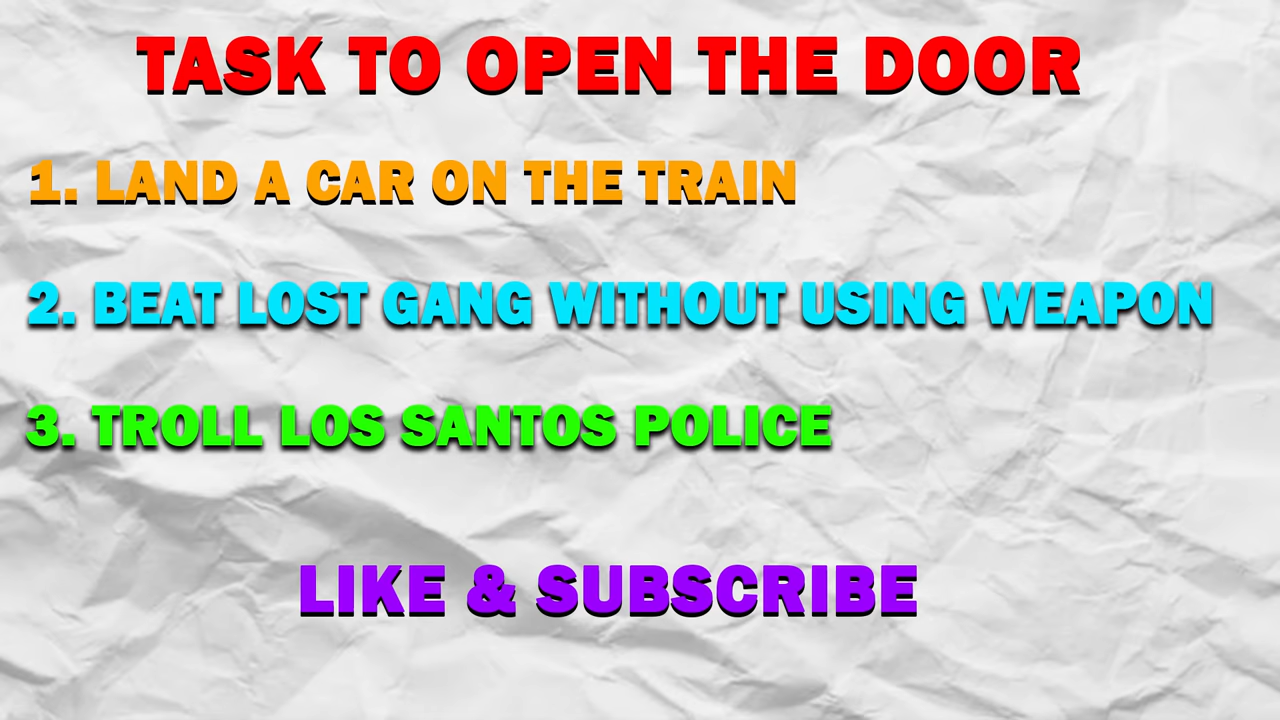 TASK TO OPEN THE DOOR
1. LAND A CAR ON THE TRAIN
2. BEAT LOST GANG WITHOUT USING WEAPON
3. TROLL LOS SANTOS POLICE
LIKE & SUBSCRIBE